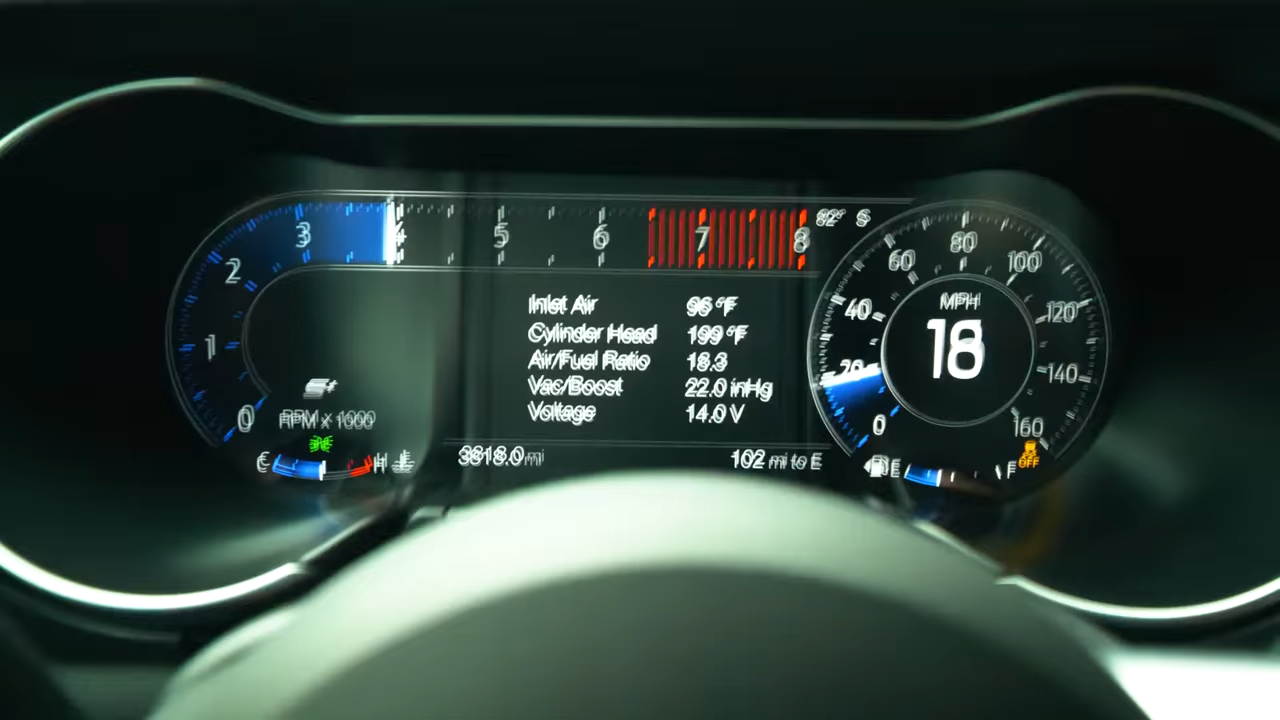 82° S
0 1 2 3 4 5 6 7 8
RPM x 1000
C H
Inlet Air 96 °F
Cylinder Head 199 °F
Air/Fuel Ratio 18.3
Vac/Boost 22.0 inHg
Voltage 14.0 V
3818.0 mi
102 mi to E
0 20 40 60 80 100 120 140 160
MPH
18
OFF
E F